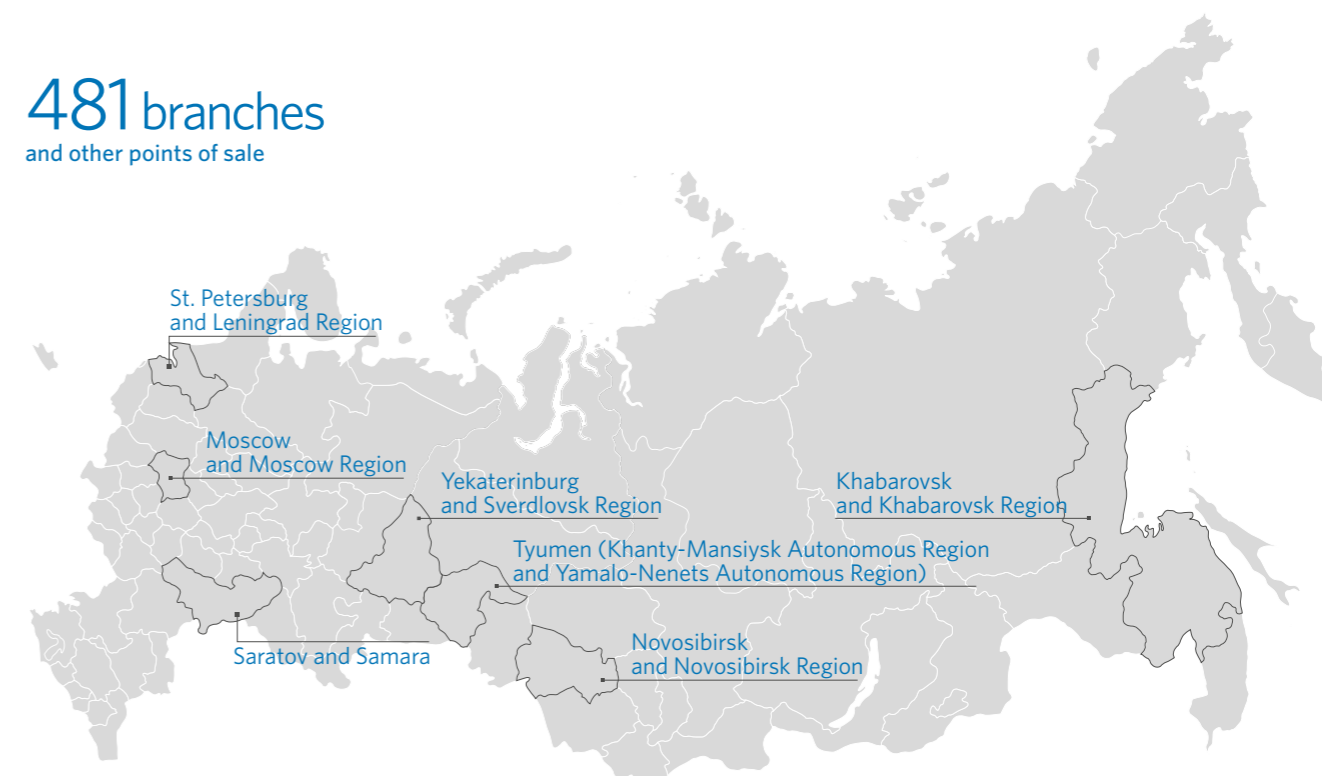 481 branches
and other points of sale
St. Petersburg
and Leningrad Region
Moscow
and Moscow Region
Yekaterinburg
and Sverdlovsk Region
Khabarovsk
and Khabarovsk Region
Tyumen (Khanty-Mansiysk Autonomous Region
and Yamalo-Nenets Autonomous Region)
Saratov and Samara
Novosibirsk
and Novosibirsk Region